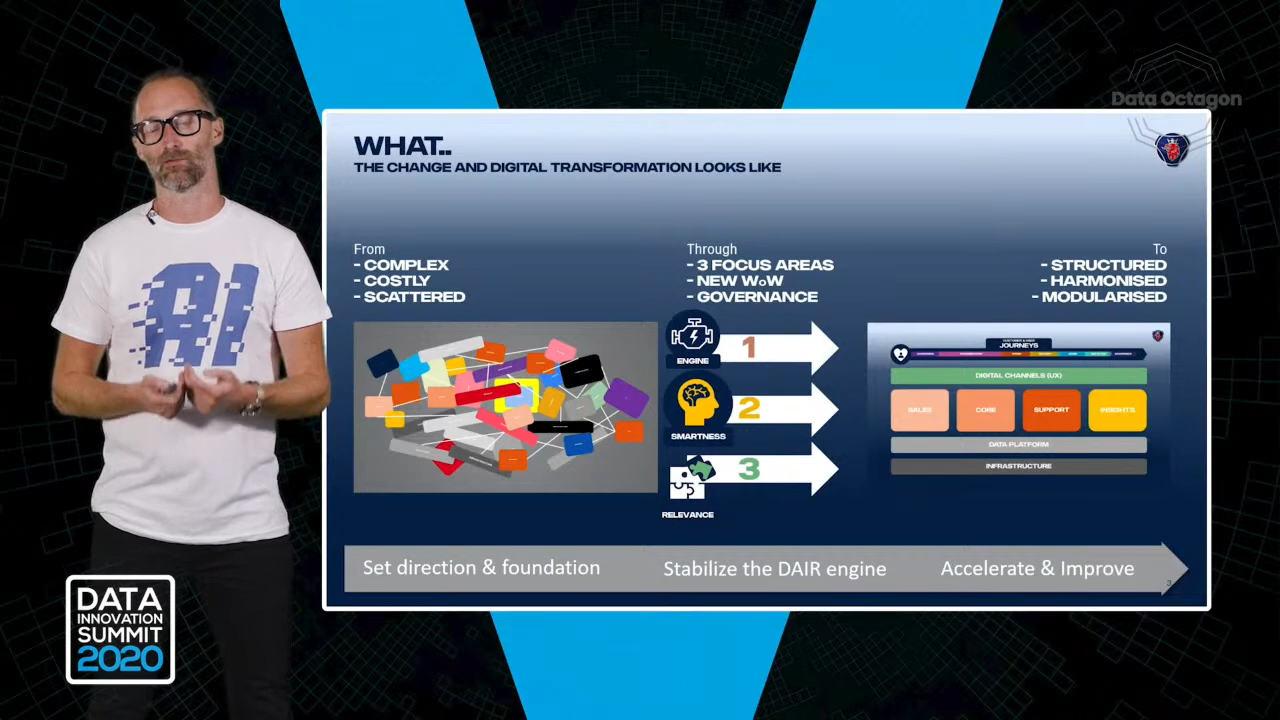 Data Octagon
WHAT..
THE CHANGE AND DIGITAL TRANSFORMATION LOOKS LIKE
From
- COMPLEX
- COSTLY
- SCATTERED
Through
- 3 FOCUS AREAS
- NEW WoW
- GOVERNANCE
To
- STRUCTURED
- HARMONISED
- MODULARISED
ENGINE
1
SMARTNESS
2
RELEVANCE
3
JOURNEYS
DIGITAL CHANNELS (UX)
SALES
CORE
SUPPORT
INSIGHTS
DATA PLATFORM
INFRASTRUCTURE
Set direction & foundation
Stabilize the DAIR engine
Accelerate & Improve
3
AI
DATA
INNOVATION
SUMMIT
2020